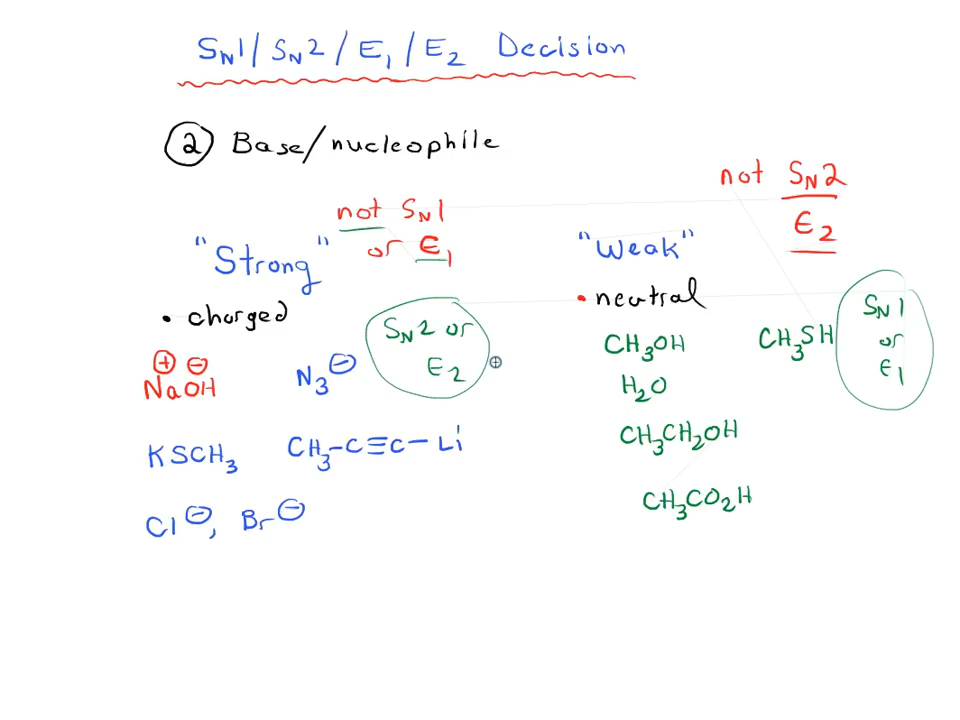 SN1/SN2/E1/E2 Decision
② Base/nucleophile
not SN1
or E1
"Strong"
• charged
SN2 or
E2
⊕ ⊖
NaOH
N3⊖
KSCH3
CH3-C≡C-Li
Cl⊖, Br⊖
not SN2
E2
"Weak"
• neutral
CH3OH
CH3SH
H2O
CH3CH2OH
CH3CO2H
SN1
or
E1